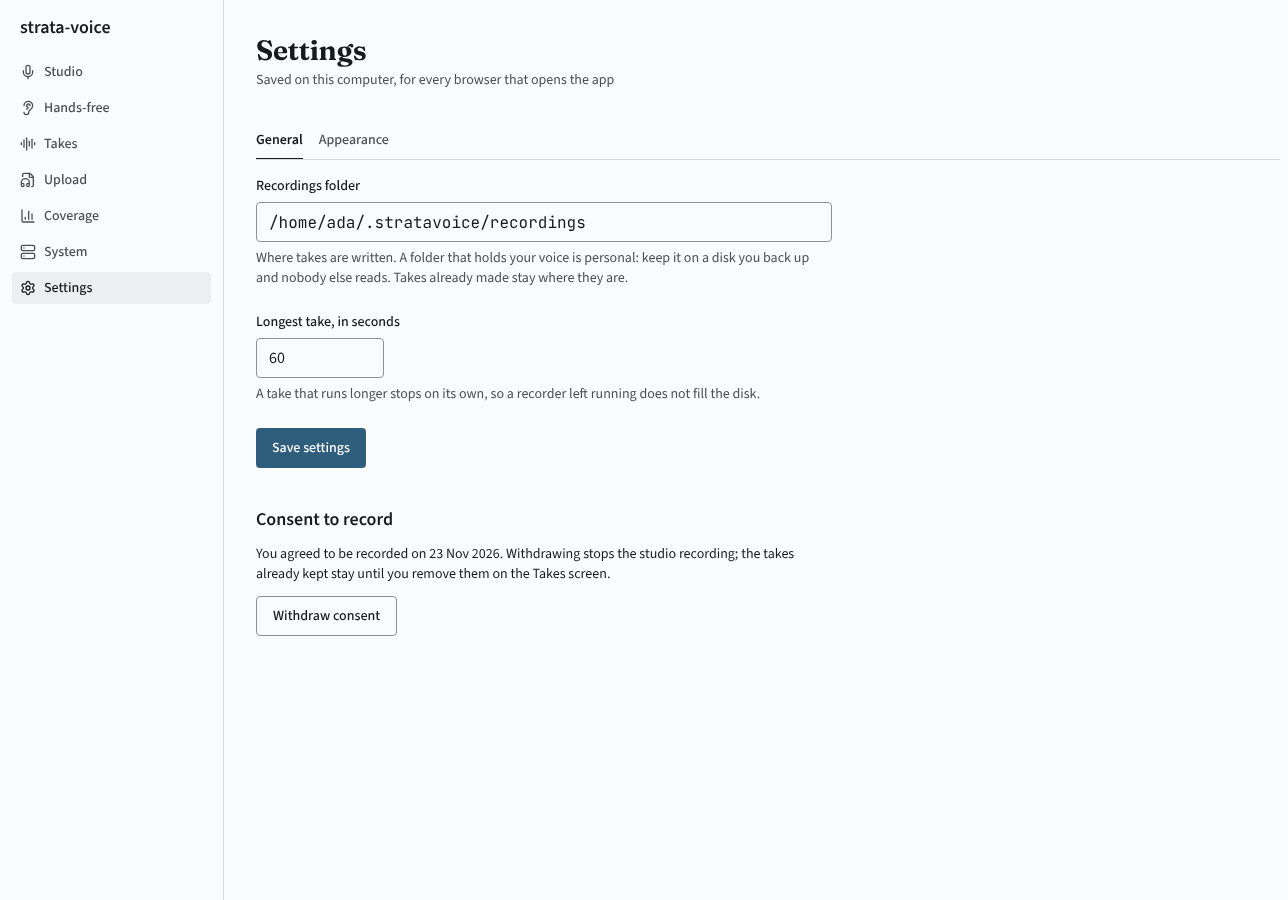 strata-voice
Studio
Hands-free
Takes
Upload
Coverage
System
Settings
Settings
Saved on this computer, for every browser that opens the app
General
Appearance
Recordings folder
/home/ada/.stratavoice/recordings
Where takes are written. A folder that holds your voice is personal: keep it on a disk you back up
and nobody else reads. Takes already made stay where they are.
Longest take, in seconds
60
A take that runs longer stops on its own, so a recorder left running does not fill the disk.
Save settings
Consent to record
You agreed to be recorded on 23 Nov 2026. Withdrawing stops the studio recording; the takes
already kept stay until you remove them on the Takes screen.
Withdraw consent